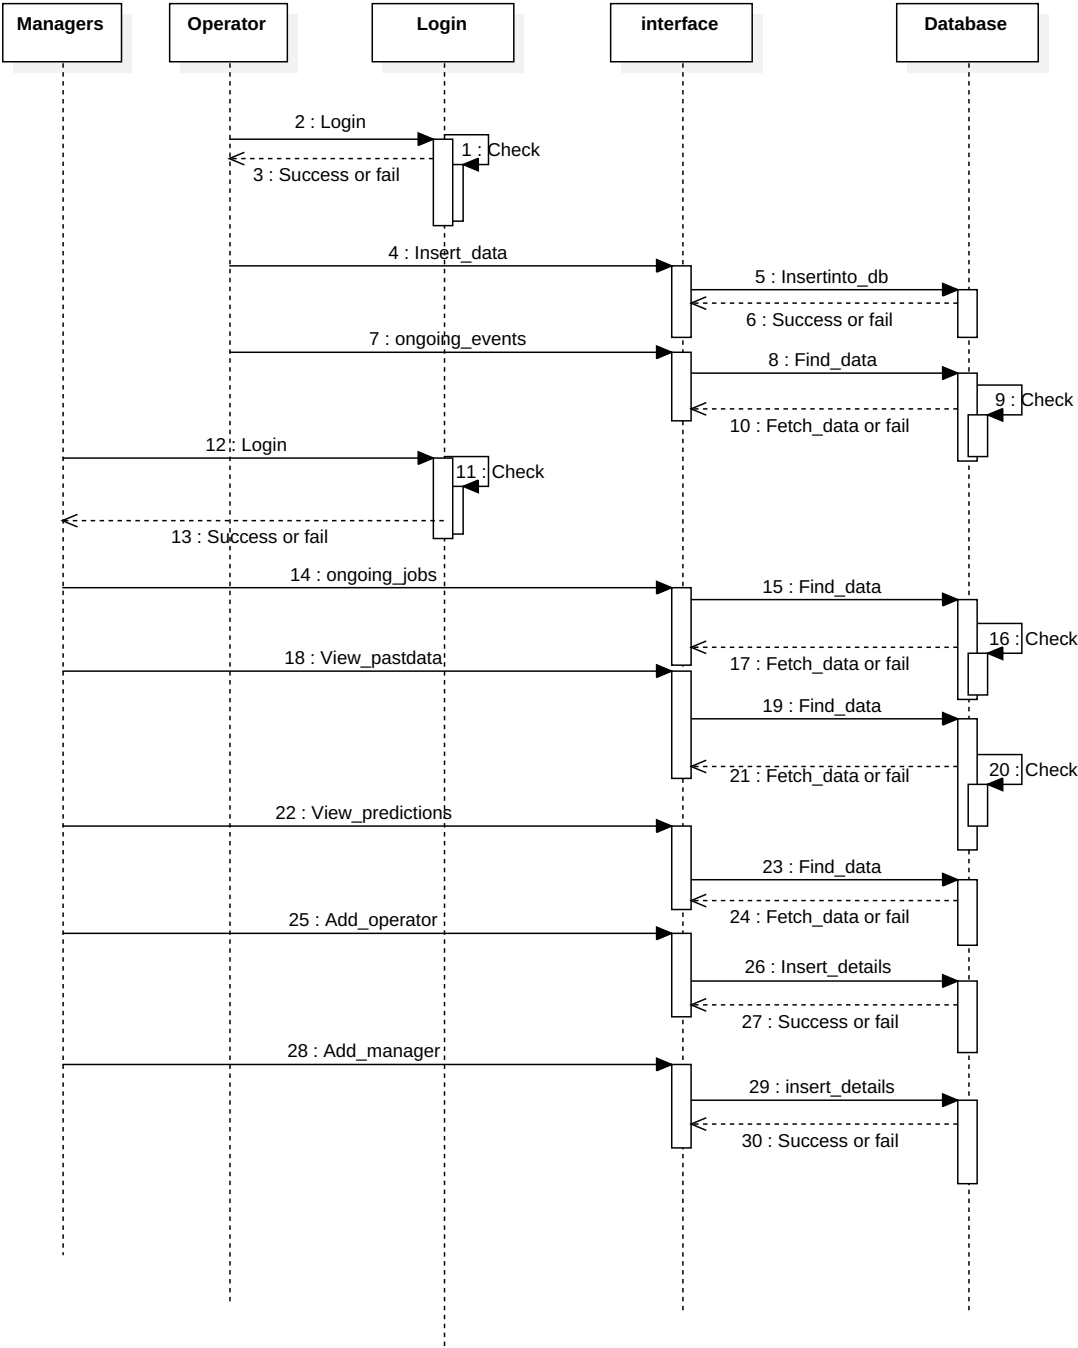 Managers
Operator
Login
interface
Database
2 : Login
1 : Check
3 : Success or fail
4 : Insert_data
5 : Insertinto_db
6 : Success or fail
7 : ongoing_events
8 : Find_data
9 : Check
10 : Fetch_data or fail
12 : Login
11 : Check
13 : Success or fail
14 : ongoing_jobs
15 : Find_data
16 : Check
17 : Fetch_data or fail
18 : View_pastdata
19 : Find_data
20 : Check
21 : Fetch_data or fail
22 : View_predictions
23 : Find_data
24 : Fetch_data or fail
25 : Add_operator
26 : Insert_details
27 : Success or fail
28 : Add_manager
29 : insert_details
30 : Success or fail